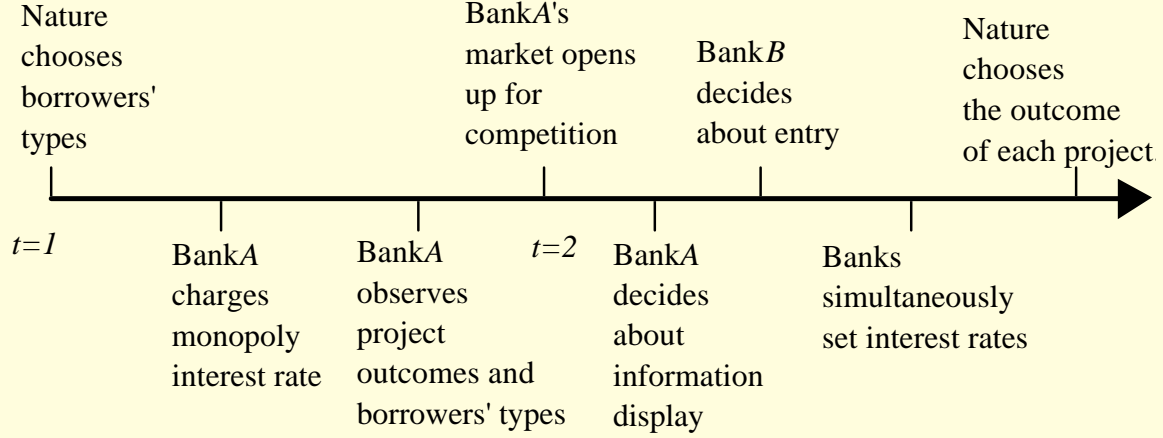 Nature
chooses
borrowers'
types
BankA's
market opens
up for
competition
BankB
decides
about entry
Nature
chooses
the outcome
of each project.
t=1
BankA
charges
monopoly
interest rate
BankA
observes
project
outcomes and
borrowers' types
t=2
BankA
decides
about
information
display
Banks
simultaneously
set interest rates